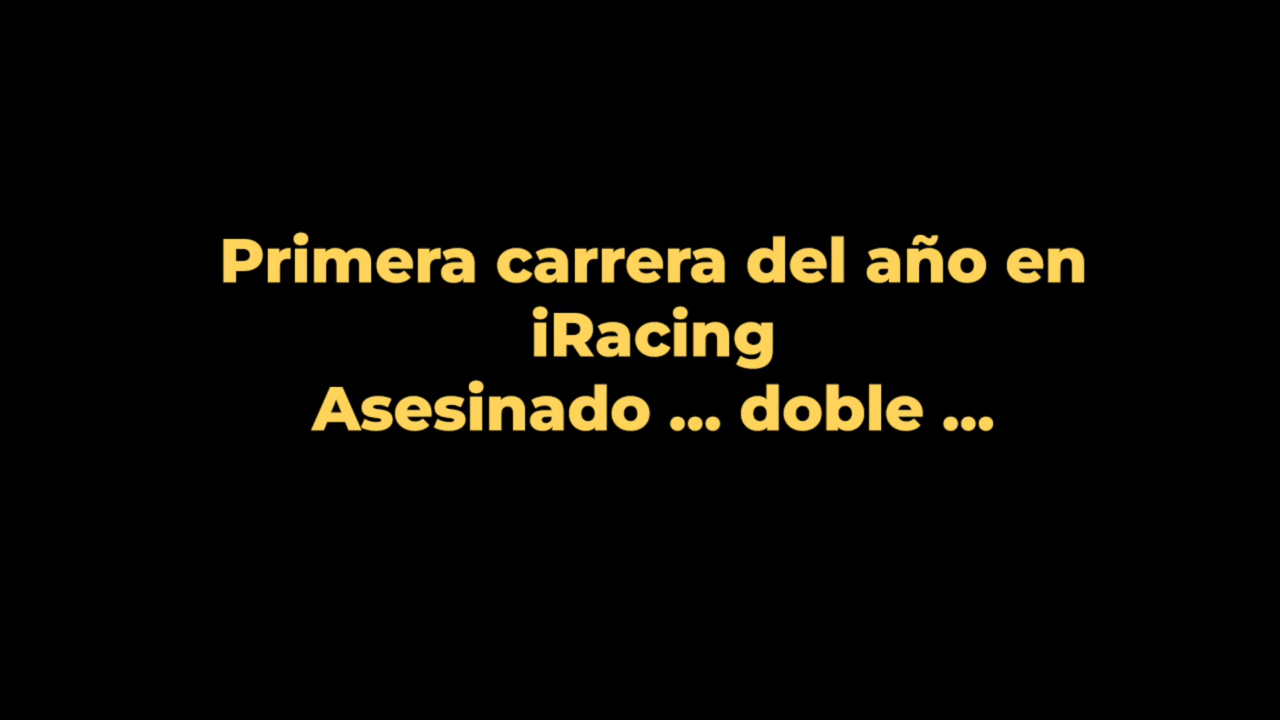 Primera carrera del año en
iRacing
Asesinado ... doble ...